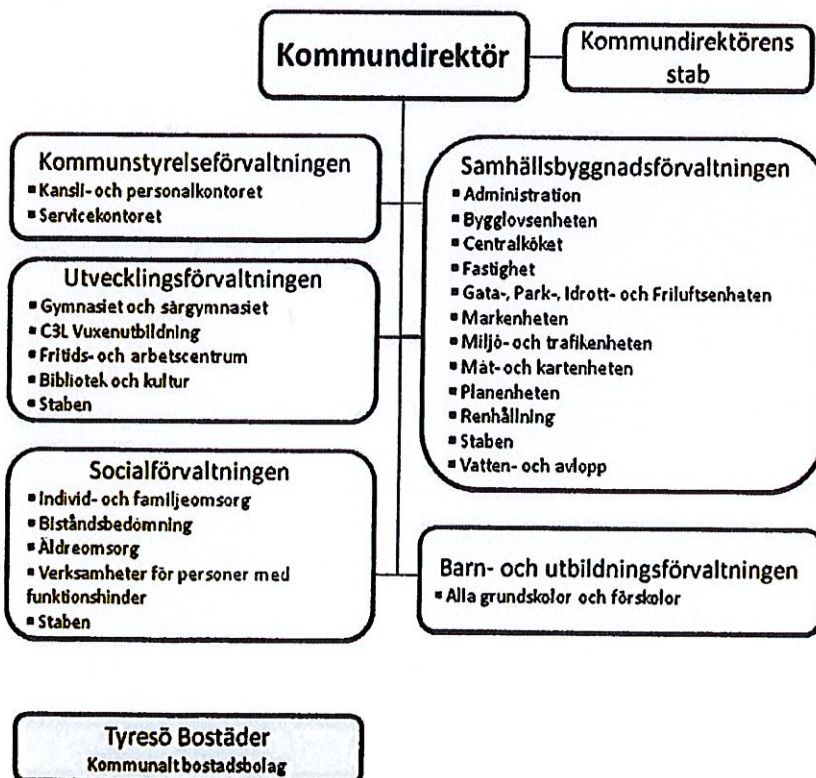 Kommundirektör
Kommundirektörens
stab
Kommunstyrelseförvaltningen
▪ Kansli- och personalkontoret
▪ Servicekontoret
Utvecklingsförvaltningen
▪ Gymnasiet och särgymnasiet
▪ C3L Vuxenutbildning
▪ Fritids- och arbetscentrum
▪ Bibliotek och kultur
▪ Staben
Socialförvaltningen
▪ Individ- och familjeomsorg
▪ Biståndsbedömning
▪ Äldreomsorg
▪ Verksamheter för personer med
funktionshinder
▪ Staben
Samhällsbyggnadsförvaltningen
▪ Administration
▪ Bygglovsenheten
▪ Centralköket
▪ Fastighet
▪ Gata-, Park-, Idrott- och Friluftsenheten
▪ Markenheten
▪ Miljö- och trafikenheten
▪ Mät- och kartenheten
▪ Planenheten
▪ Renhållning
▪ Staben
▪ Vatten- och avlopp
Barn- och utbildningsförvaltningen
▪ Alla grundskolor och förskolor
Tyresö Bostäder
Kommunalt bostadsbolag